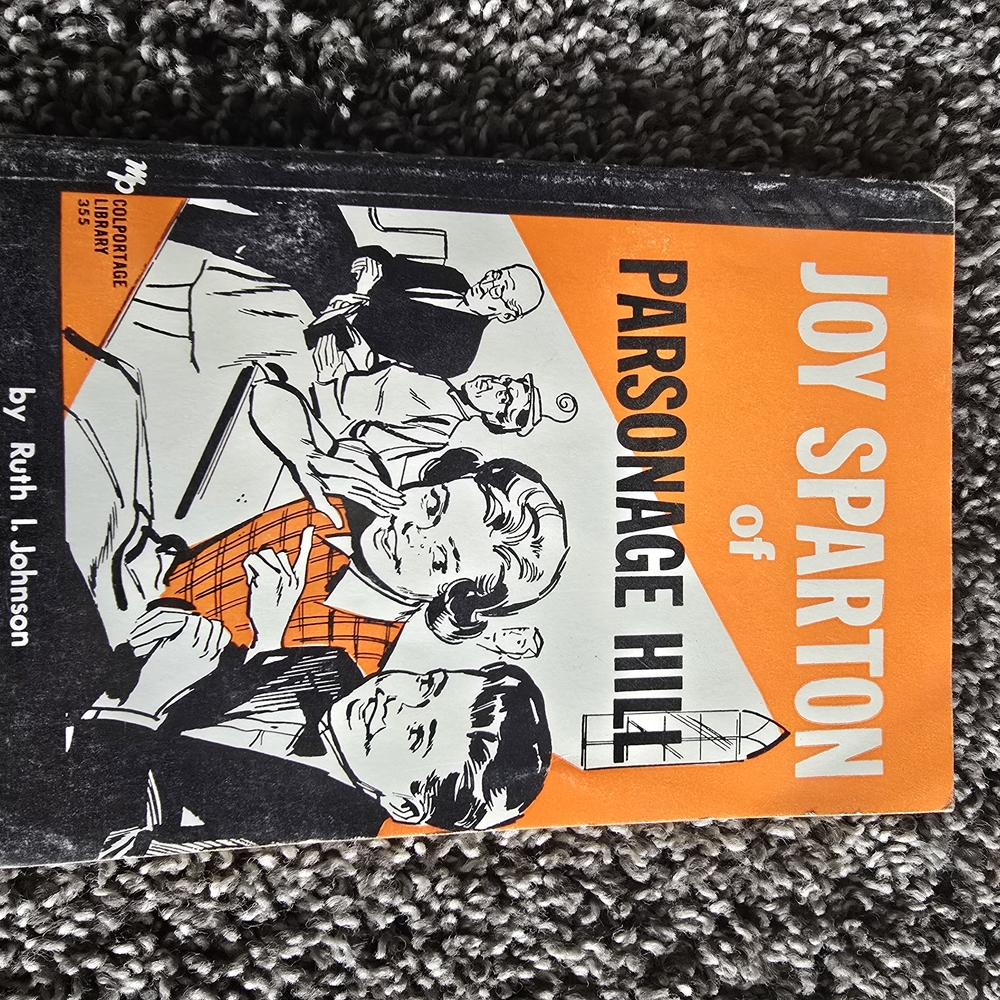 JOY SPARTON
of
PARSONAGE HILL
mp
COLPORTAGE
LIBRARY
355
by Ruth I. Johnson